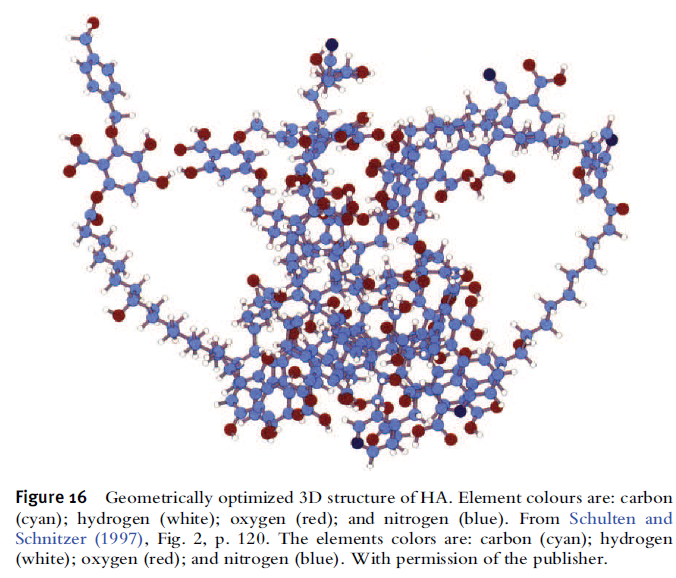 Figure 16 Geometrically optimized 3D structure of HA. Element colours are: carbon
(cyan); hydrogen (white); oxygen (red); and nitrogen (blue). From Schulten and
Schnitzer (1997), Fig. 2, p. 120. The elements colors are: carbon (cyan); hydrogen
(white); oxygen (red); and nitrogen (blue). With permission of the publisher.